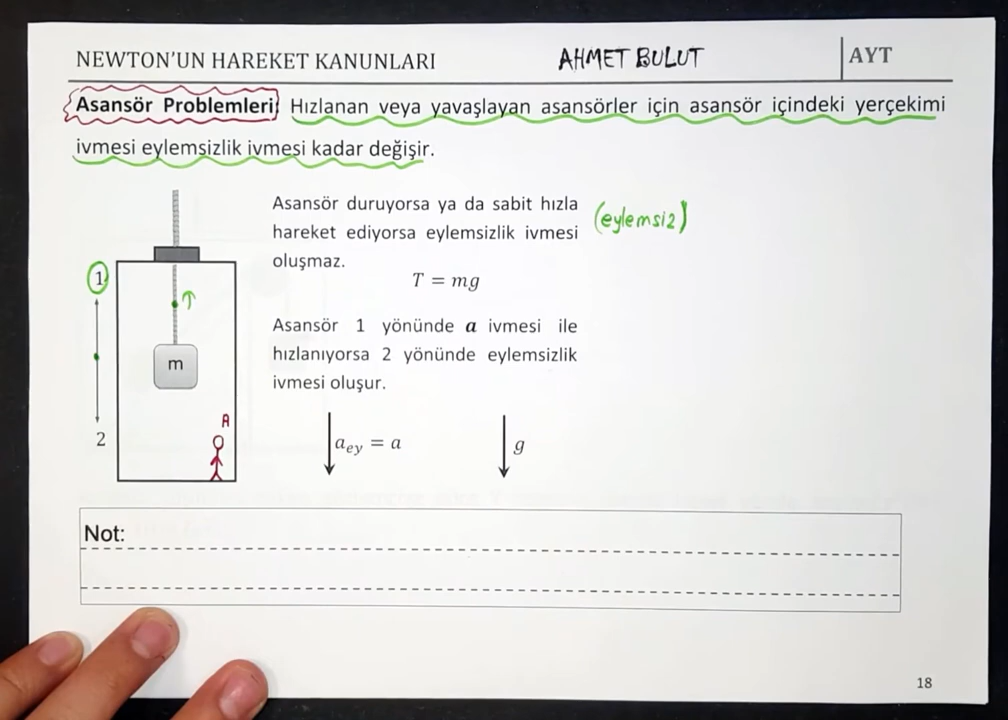 NEWTON'UN HAREKET KANUNLARI
AHMET BULUT
AYT
Asansör Problemleri: Hızlanan veya yavaşlayan asansörler için asansör içindeki yerçekimi
ivmesi eylemsizlik ivmesi kadar değişir.
Asansör duruyorsa ya da sabit hızla
hareket ediyorsa eylemsizlik ivmesi
oluşmaz.
(eylemsiz)
T = mg
1
m
A
2
Asansör 1 yönünde a ivmesi ile
hızlanıyorsa 2 yönünde eylemsizlik
ivmesi oluşur.
a_ey = a
g
Not:
18